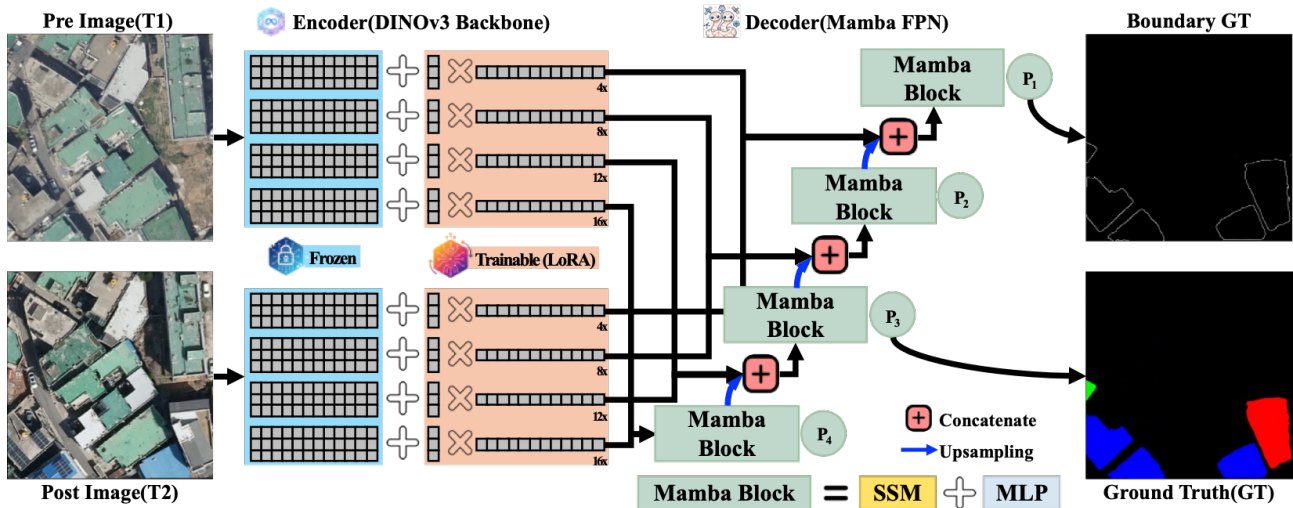 Pre Image(T1)
Encoder(DINOv3 Backbone)
Decoder(Mamba FPN)
Boundary GT
4x
8x
12x
16x
Mamba
Block
P1
Mamba
Block
P2
Frozen
Trainable (LoRA)
Mamba
Block
P3
4x
8x
12x
16x
Mamba
Block
P4
Concatenate
Upsampling
Mamba Block = SSM + MLP
Post Image(T2)
Ground Truth(GT)